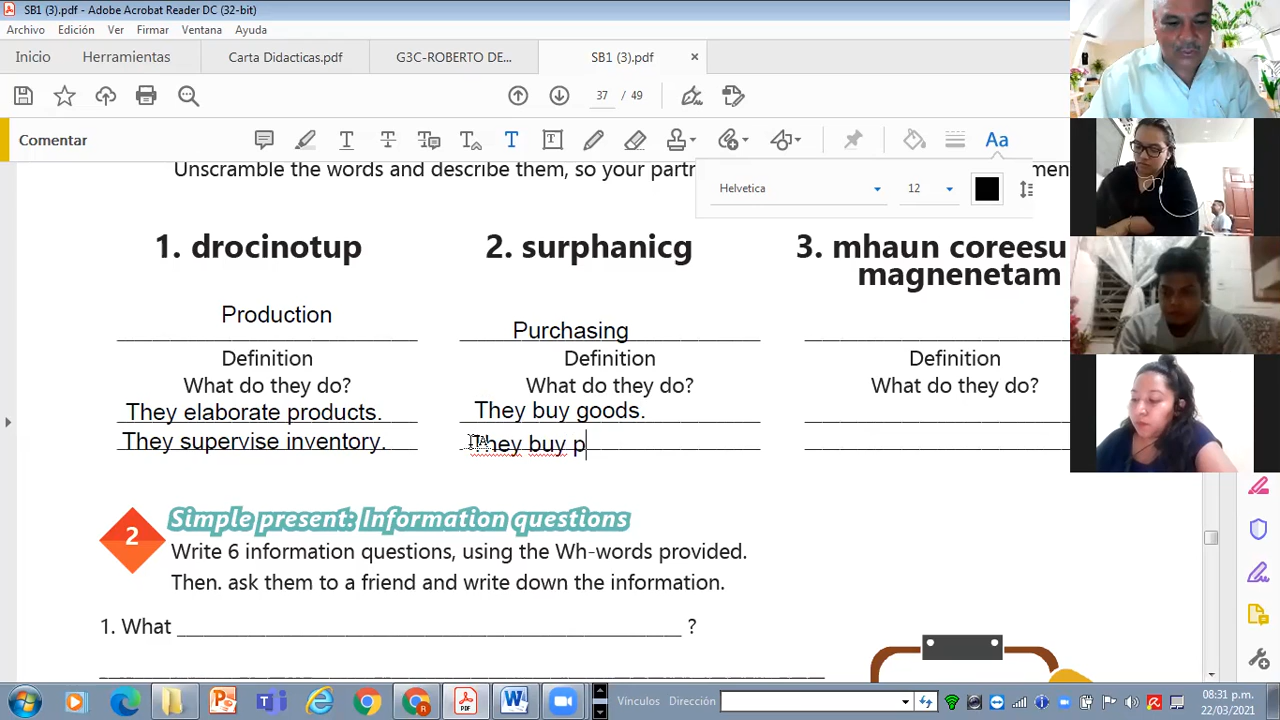 SB1 (3).pdf - Adobe Acrobat Reader DC (32-bit)
Archivo Edición Ver Firmar Ventana Ayuda
Inicio Herramientas Carta Didacticas.pdf G3C-ROBERTO DE... SB1 (3).pdf ×
37 / 49
Comentar
Unscramble the words and describe them, so your partn
men
Helvetica 12
1. drocinotup 2. surphanicg 3. mhaun coreesu
magnenetam
Production Purchasing
Definition Definition Definition
What do they do? What do they do? What do they do?
They elaborate products. They buy goods.
They supervise inventory. They buy p
2 Simple present: Information questions
Write 6 information questions, using the Wh-words provided.
Then. ask them to a friend and write down the information.
1. What ?
Vínculos Dirección 08:31 p.m.
22/03/2021